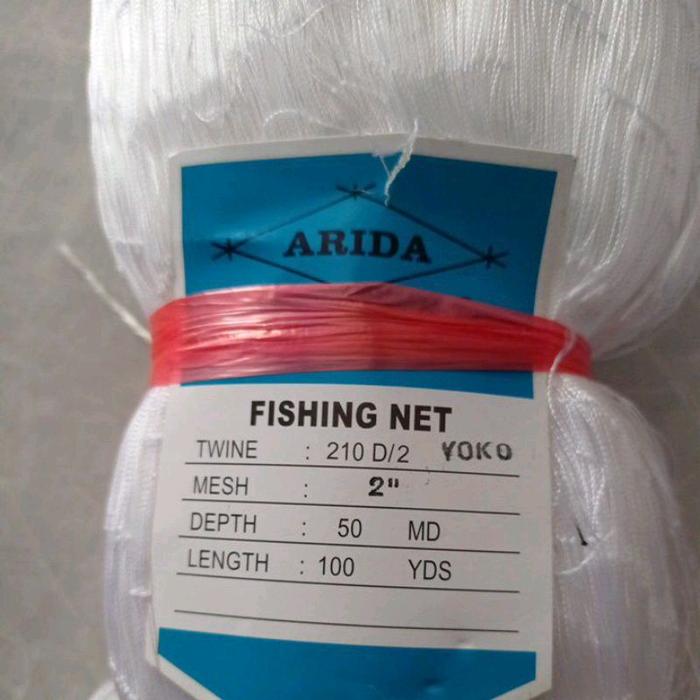 ARIDA
FISHING NET
TWINE : 210 D/2 YOKO
MESH : 2"
DEPTH : 50 MD
LENGTH : 100 YDS